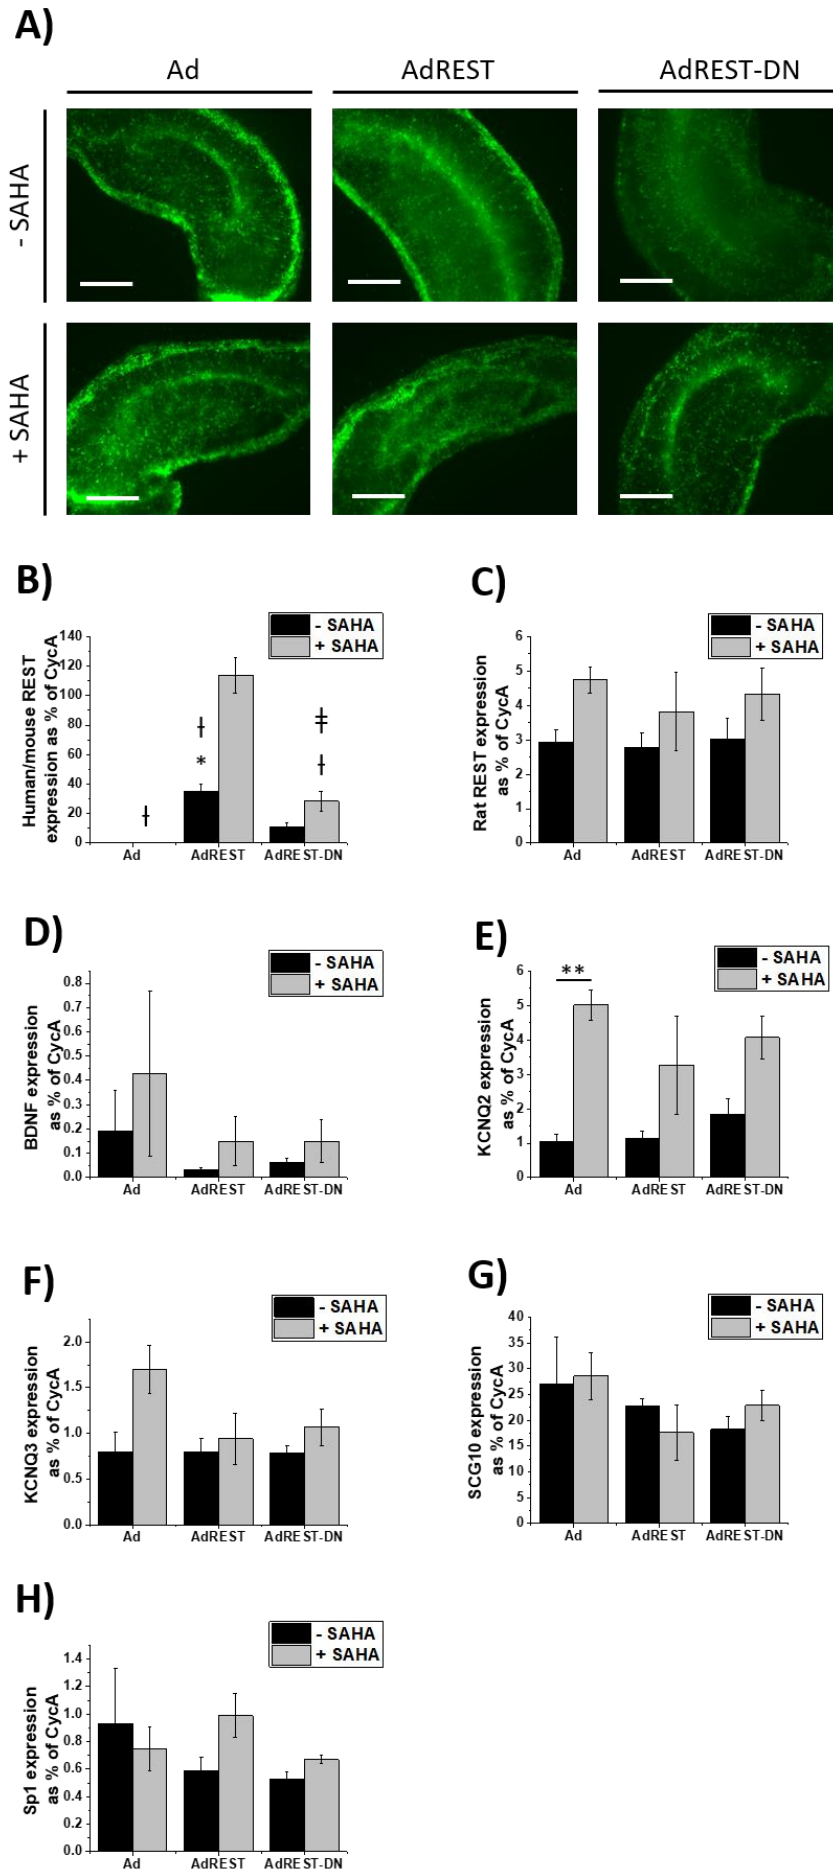 A)
Ad AdREST AdREST-DN
- SAHA
+ SAHA
B)
- SAHA
+ SAHA
Human/mouse REST
expression as % of CycA
140
120
100
80
60
40
20
0
ƚ
*
ƚ
ǂ
ƚ
Ad AdREST AdREST-DN
C)
- SAHA
+ SAHA
Rat REST expression
as % of CycA
6
5
4
3
2
1
0
Ad AdREST AdREST-DN
D)
- SAHA
+ SAHA
BDNF expression
as % of CycA
0.8
0.7
0.6
0.5
0.4
0.3
0.2
0.1
0.0
Ad AdREST AdREST-DN
E)
- SAHA
+ SAHA
KCNQ2 expression
as % of CycA
6
5
4
3
2
1
0
**
Ad AdREST AdREST-DN
F)
- SAHA
+ SAHA
KCNQ3 expression
as % of CycA
2.0
1.5
1.0
0.5
0.0
Ad AdREST AdREST-DN
G)
- SAHA
+ SAHA
SCG10 expression
as % of CycA
40
35
30
25
20
15
10
5
0
Ad AdREST AdREST-DN
H)
- SAHA
+ SAHA
Sp1 expression
as % of CycA
1.4
1.2
1.0
0.8
0.6
0.4
0.2
0.0
Ad AdREST AdREST-DN